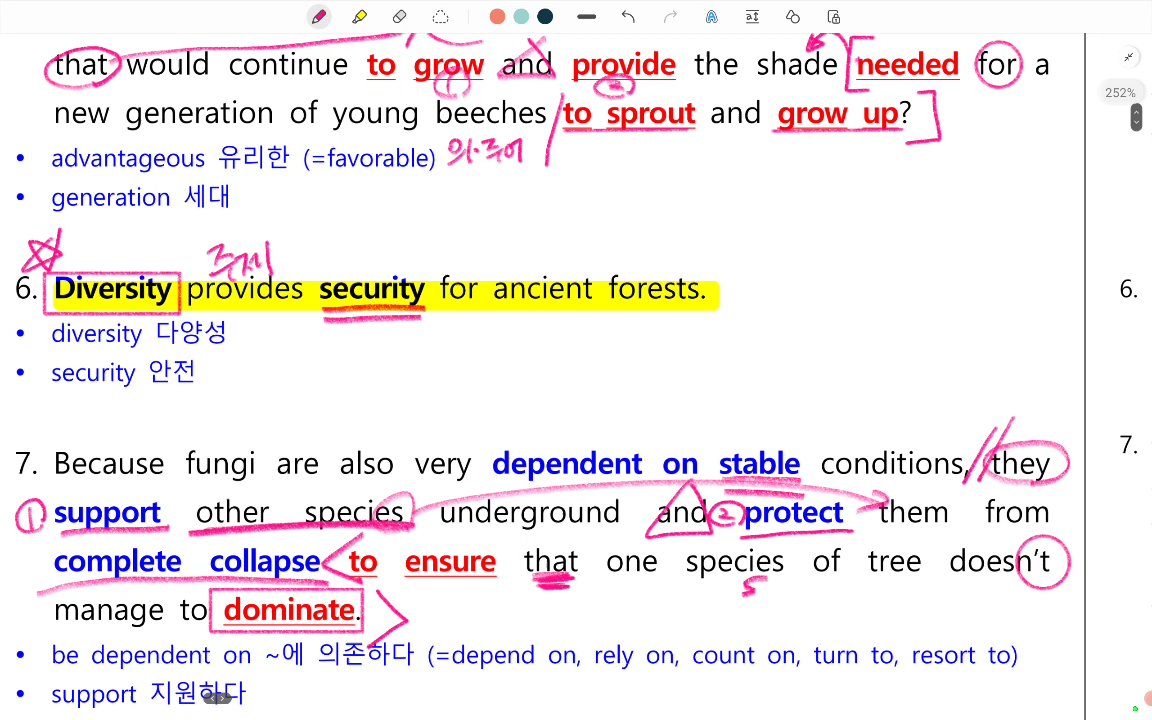 that would continue to grow and provide the shade needed for a
① ②
new generation of young beeches to sprout and grow up?
• advantageous 유리한 (=favorable) 의.주어
• generation 세대
주제
6. Diversity provides security for ancient forests.
• diversity 다양성
• security 안전
7. Because fungi are also very dependent on stable conditions, they
① support other species underground and ② protect them from
complete collapse to ensure that one species of tree doesn't
s
manage to dominate.
• be dependent on ~에 의존하다 (=depend on, rely on, count on, turn to, resort to)
• support 지원하다
252%
6.
7.